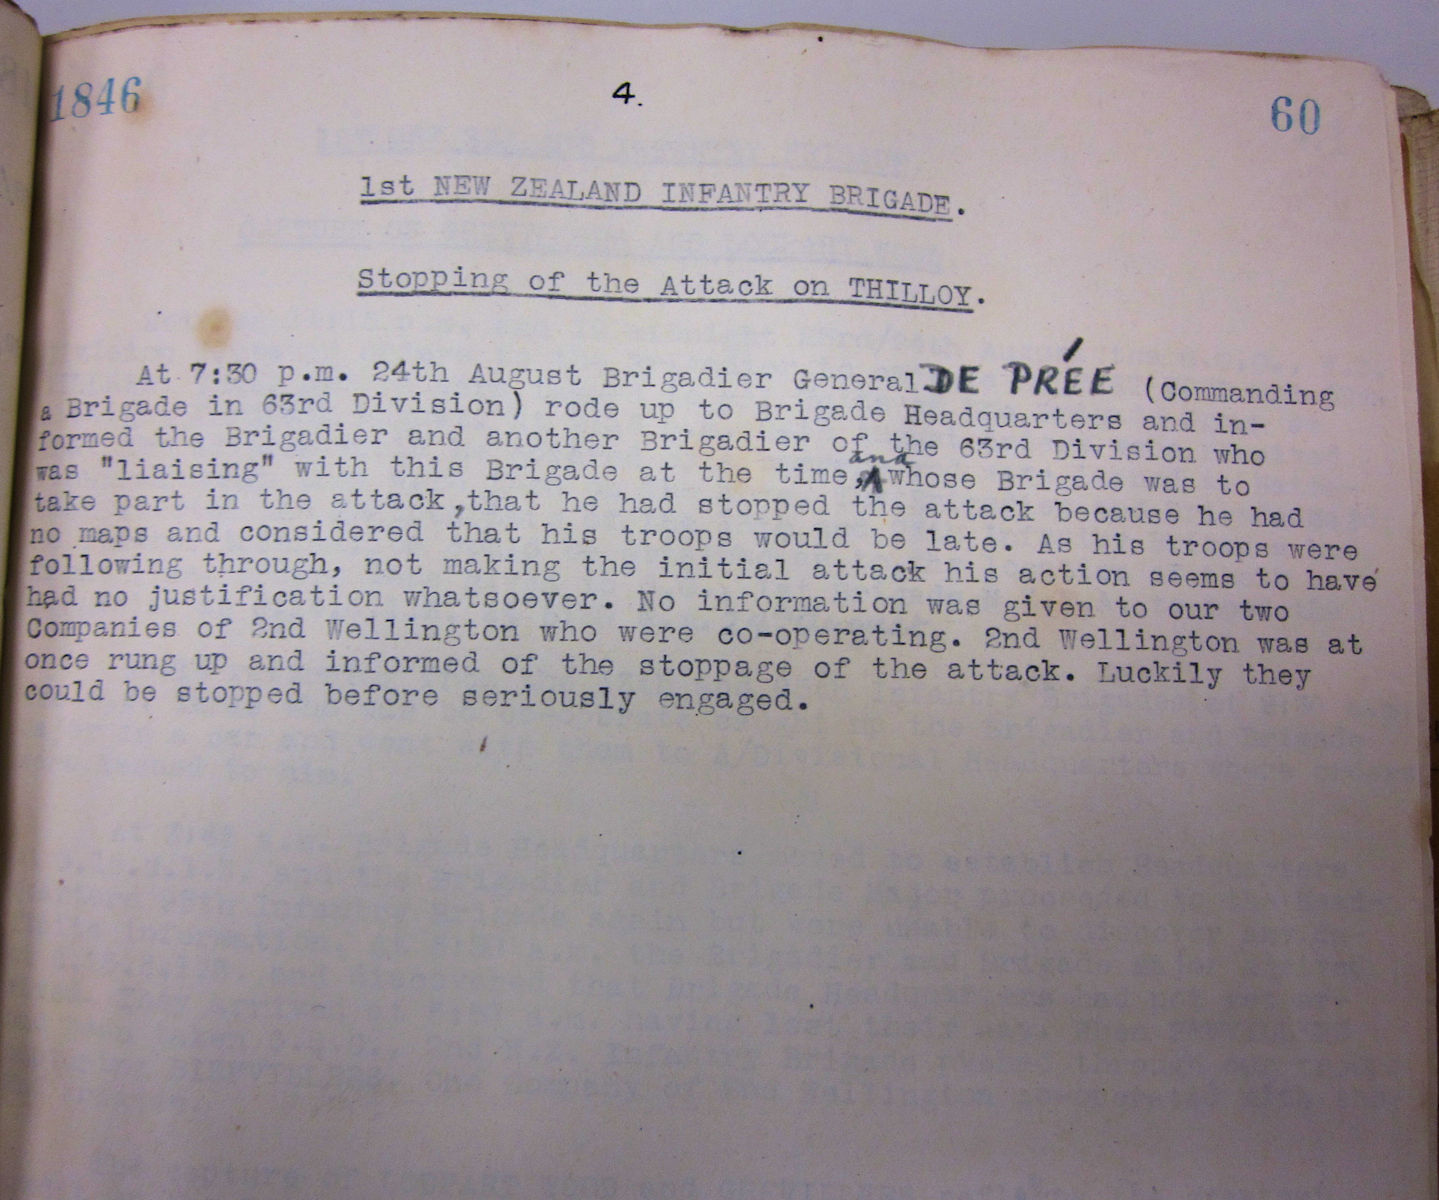 1846
4.
60
1st NEW ZEALAND INFANTRY BRIGADE.
Stopping of the Attack on THILLOY.
At 7:30 p.m. 24th August Brigadier General DE PRÉE (Commanding
a Brigade in 63rd Division) rode up to Brigade Headquarters and in-
formed the Brigadier and another Brigadier of the 63rd Division who
was "liaising" with this Brigade at the time, and whose Brigade was to
take part in the attack, that he had stopped the attack because he had
no maps and considered that his troops would be late. As his troops were
following through, not making the initial attack his action seems to have
had no justification whatsoever. No information was given to our two
Companies of 2nd Wellington who were co-operating. 2nd Wellington was at
once rung up and informed of the stoppage of the attack. Luckily they
could be stopped before seriously engaged.